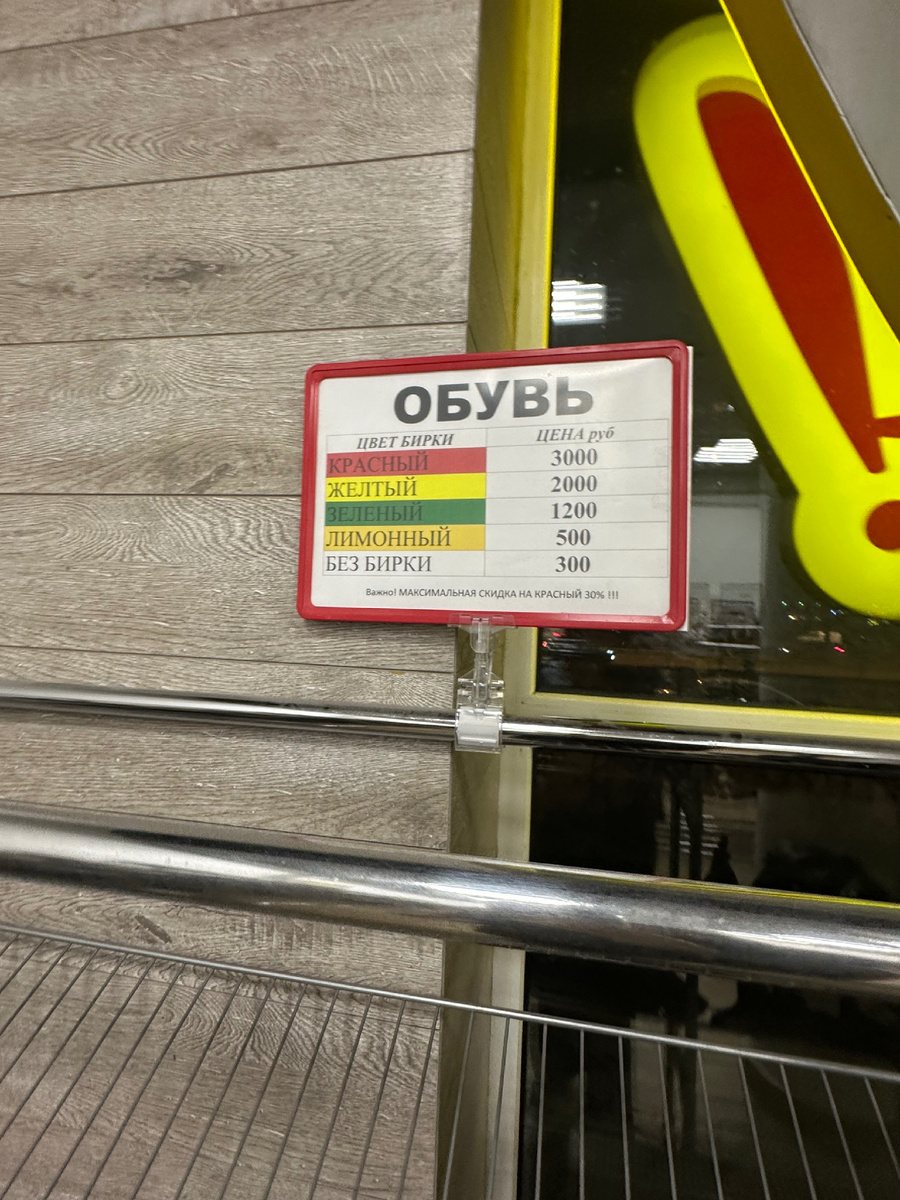 ОБУВЬ
ЦВЕТ БИРКИ ЦЕНА руб
КРАСНЫЙ 3000
ЖЕЛТЫЙ 2000
ЗЕЛЕНЫЙ 1200
ЛИМОННЫЙ 500
БЕЗ БИРКИ 300
Важно! МАКСИМАЛЬНАЯ СКИДКА НА КРАСНЫЙ 30% !!!